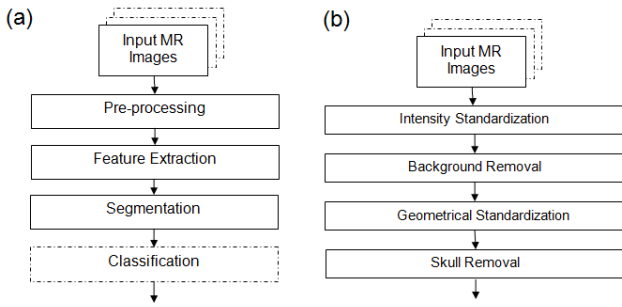 (a)
Input MR
Images
Pre-processing
Feature Extraction
Segmentation
Classification
(b)
Input MR
Images
Intensity Standardization
Background Removal
Geometrical Standardization
Skull Removal